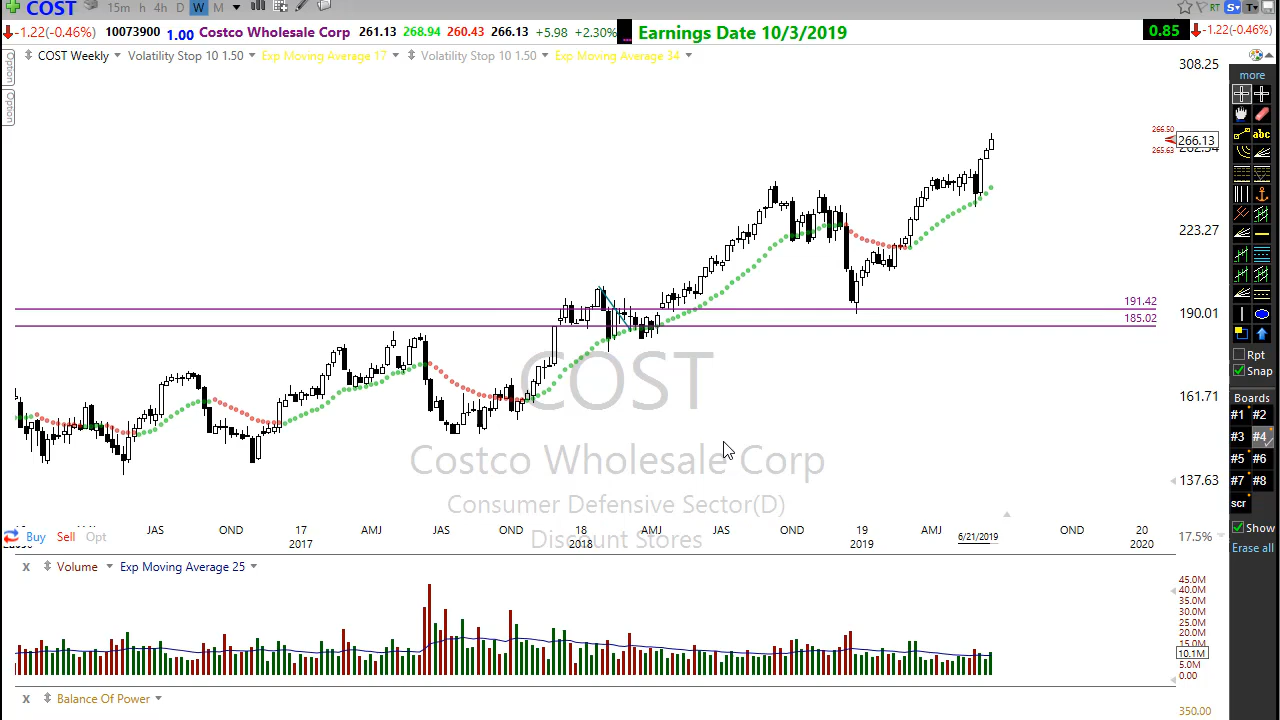 COST 15m h 4h D W M RT S T
-1.22(-0.46%) 10073900 1.00 Costco Wholesale Corp 261.13 268.94 260.43 266.13 +5.98 +2.30% Earnings Date 10/3/2019 0.85 -1.22(-0.46%)
COST Weekly Volatility Stop 10 1.50 Exp Moving Average 17 Volatility Stop 10 1.50 Exp Moving Average 34
Option
Option
308.25
266.50
266.13
265.63
223.27
191.42
185.02
190.01
161.71
137.63
COST
Costco Wholesale Corp
Consumer Defensive Sector(D)
Discount Stores
JAS OND 17 AMJ JAS OND 18 AMJ JAS OND 19 AMJ 6/21/2019 OND 20
2017 2018 2019 2020
17.5%
Buy Sell Opt
x Volume Exp Moving Average 25
45.0M
40.0M
35.0M
30.0M
25.0M
20.0M
15.0M
10.1M
5.0M
0.00
x Balance Of Power
350.00
more
abc
Rpt
Snap
Boards
#1 #2
#3 #4
#5 #6
#7 #8
scr
Show
Erase all